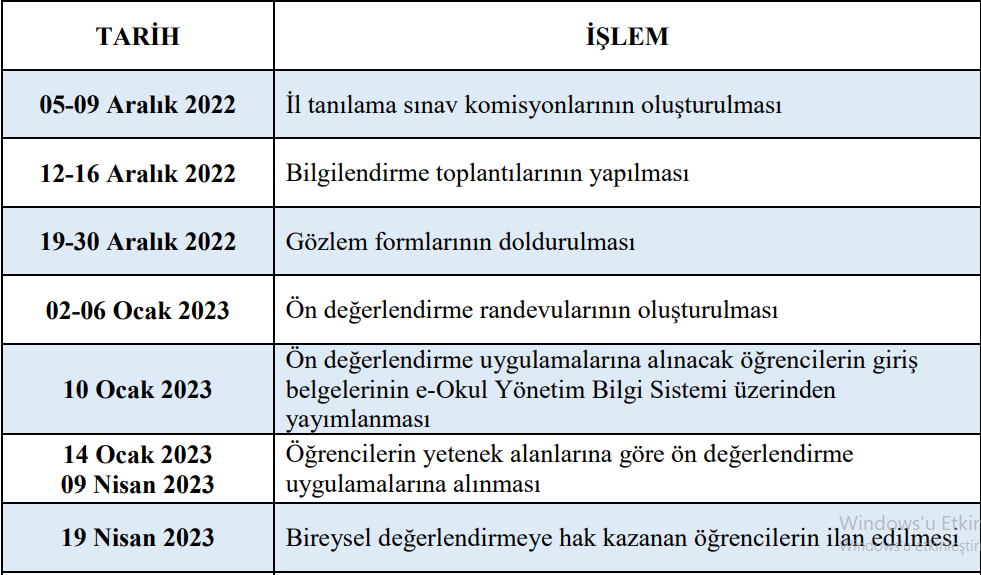 TARİH İŞLEM
05-09 Aralık 2022 İl tanılama sınav komisyonlarının oluşturulması
12-16 Aralık 2022 Bilgilendirme toplantılarının yapılması
19-30 Aralık 2022 Gözlem formlarının doldurulması
02-06 Ocak 2023 Ön değerlendirme randevularının oluşturulması
10 Ocak 2023 Ön değerlendirme uygulamalarına alınacak öğrencilerin giriş
belgelerinin e-Okul Yönetim Bilgi Sistemi üzerinden
yayımlanması
14 Ocak 2023 Öğrencilerin yetenek alanlarına göre ön değerlendirme
09 Nisan 2023 uygulamalarına alınması
Windows'u Etkin
19 Nisan 2023 Bireysel değerlendirmeye hak kazanan öğrencilerin ilan edilmesi
Windows'u etkinleştir